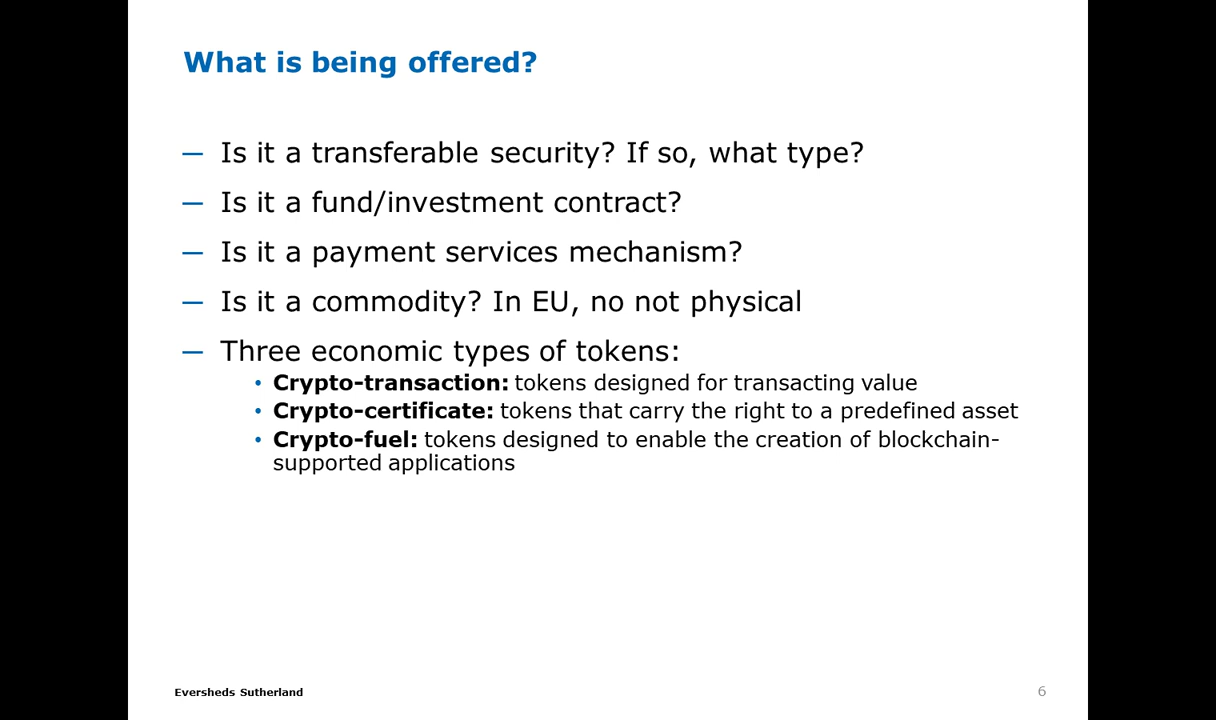 What is being offered?
— Is it a transferable security? If so, what type?
— Is it a fund/investment contract?
— Is it a payment services mechanism?
— Is it a commodity? In EU, no not physical
— Three economic types of tokens:
• Crypto-transaction: tokens designed for transacting value
• Crypto-certificate: tokens that carry the right to a predefined asset
• Crypto-fuel: tokens designed to enable the creation of blockchain-
supported applications
Eversheds Sutherland
6